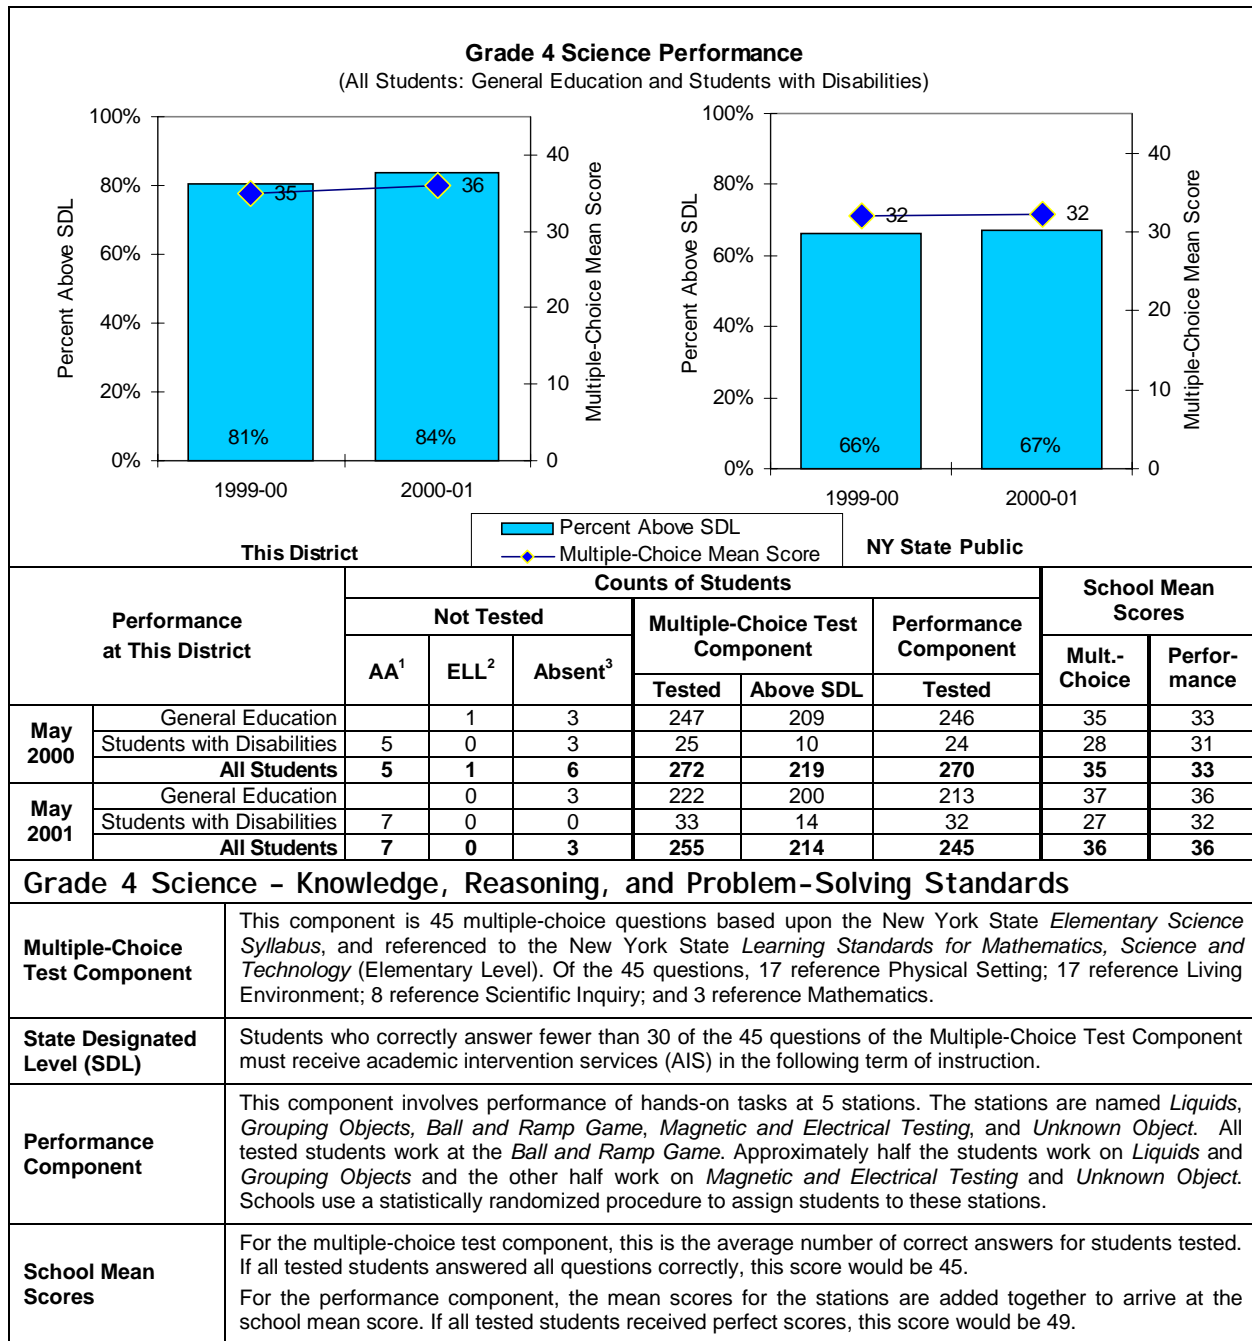 Grade 4 Science Performance
(All Students: General Education and Students with Disabilities)
100%
80%
60%
40%
20%
0%
Percent Above SDL
35
36
81%
84%
1999-00
2000-01
40
30
20
10
0
Multiple-Choice Mean Score
This District
100%
80%
60%
40%
20%
0%
Percent Above SDL
32
32
66%
67%
1999-00
2000-01
40
30
20
10
0
Multiple-Choice Mean Score
NY State Public
Percent Above SDL
Multiple-Choice Mean Score
Performance
at This District
Counts of Students
School Mean
Scores
Not Tested
Multiple-Choice Test
Component
Performance
Component
AA1 ELL2 Absent3
Mult.-
Choice
Perfor-
mance
Tested Above SDL Tested
May
2000
General Education 1 3 247 209 246 35 33
Students with Disabilities 5 0 3 25 10 24 28 31
All Students 5 1 6 272 219 270 35 33
May
2001
General Education 0 3 222 200 213 37 36
Students with Disabilities 7 0 0 33 14 32 27 32
All Students 7 0 3 255 214 245 36 36
Grade 4 Science – Knowledge, Reasoning, and Problem-Solving Standards
Multiple-Choice
Test Component
This component is 45 multiple-choice questions based upon the New York State Elementary Science
Syllabus, and referenced to the New York State Learning Standards for Mathematics, Science and
Technology (Elementary Level). Of the 45 questions, 17 reference Physical Setting; 17 reference Living
Environment; 8 reference Scientific Inquiry; and 3 reference Mathematics.
State Designated
Level (SDL)
Students who correctly answer fewer than 30 of the 45 questions of the Multiple-Choice Test Component
must receive academic intervention services (AIS) in the following term of instruction.
Performance
Component
This component involves performance of hands-on tasks at 5 stations. The stations are named Liquids,
Grouping Objects, Ball and Ramp Game, Magnetic and Electrical Testing, and Unknown Object. All
tested students work at the Ball and Ramp Game. Approximately half the students work on Liquids and
Grouping Objects and the other half work on Magnetic and Electrical Testing and Unknown Object.
Schools use a statistically randomized procedure to assign students to these stations.
School Mean
Scores
For the multiple-choice test component, this is the average number of correct answers for students tested.
If all tested students answered all questions correctly, this score would be 45.
For the performance component, the mean scores for the stations are added together to arrive at the
school mean score. If all tested students received perfect scores, this score would be 49.